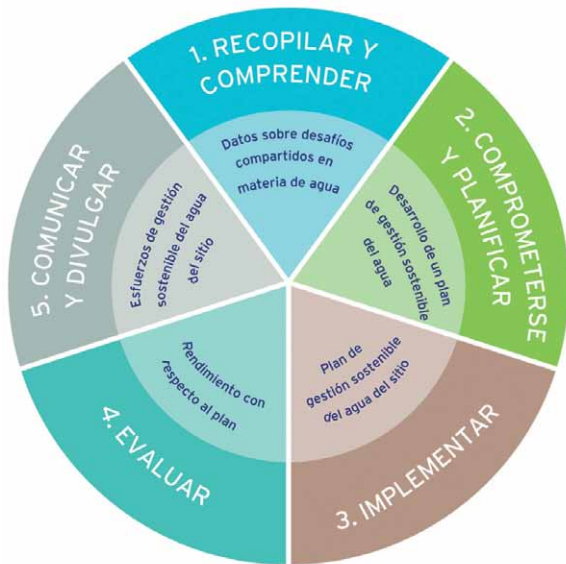 1. RECOPILAR Y
COMPRENDER
Datos sobre desafíos
compartidos en
materia de agua
2. COMPROMETERSE
Y PLANIFICAR
Desarrollo de un plan
de gestión sostenible
del agua
3. IMPLEMENTAR
Plan de
gestión sostenible
del agua del sitio
4. EVALUAR
Rendimiento con
respecto al plan
5. COMUNICAR
Y DIVULGAR
Esfuerzos de gestión
sostenible del agua
del sitio